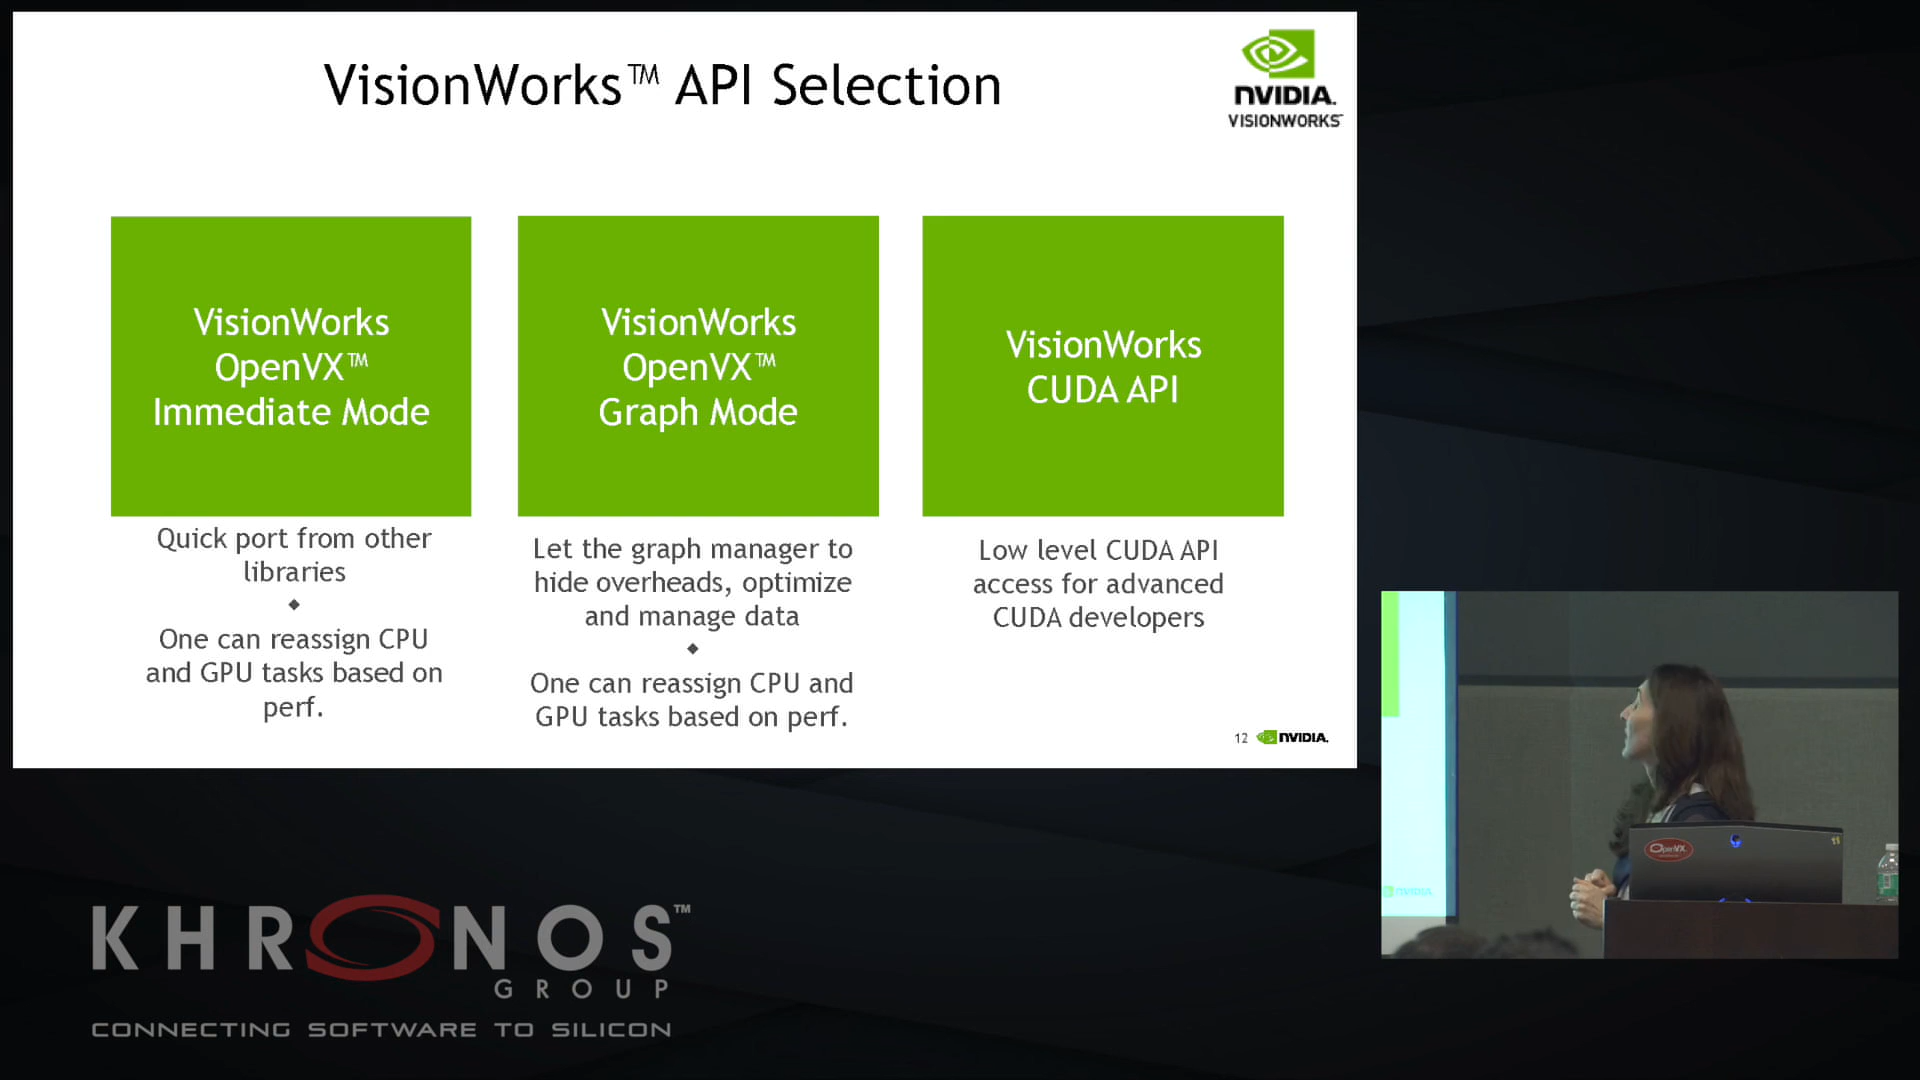 VisionWorks™ API Selection
NVIDIA.
VISIONWORKS™
VisionWorks
OpenVX™
Immediate Mode
VisionWorks
OpenVX™
Graph Mode
VisionWorks
CUDA API
Quick port from other
libraries
◆
One can reassign CPU
and GPU tasks based on
perf.
Let the graph manager to
hide overheads, optimize
and manage data
◆
One can reassign CPU and
GPU tasks based on perf.
Low level CUDA API
access for advanced
CUDA developers
12 NVIDIA.
OpenVX
NVIDIA
KHRONOS™
GROUP
CONNECTING SOFTWARE TO SILICON